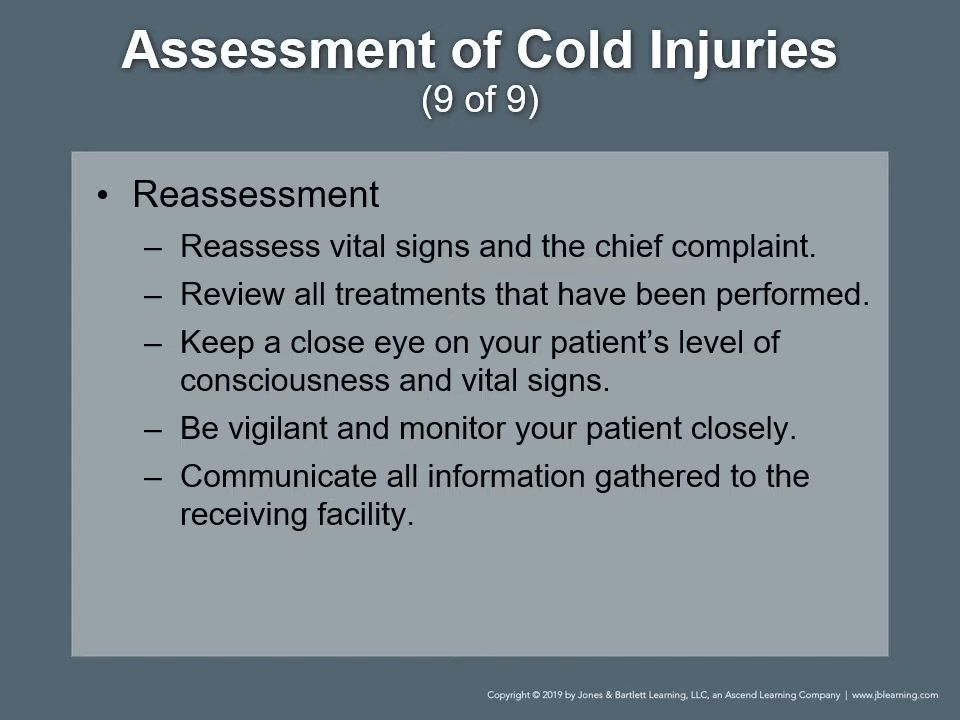 Assessment of Cold Injuries
(9 of 9)
• Reassessment
– Reassess vital signs and the chief complaint.
– Review all treatments that have been performed.
– Keep a close eye on your patient’s level of
consciousness and vital signs.
– Be vigilant and monitor your patient closely.
– Communicate all information gathered to the
receiving facility.
Copyright © 2019 by Jones & Bartlett Learning, LLC, an Ascend Learning Company | www.jblearning.com